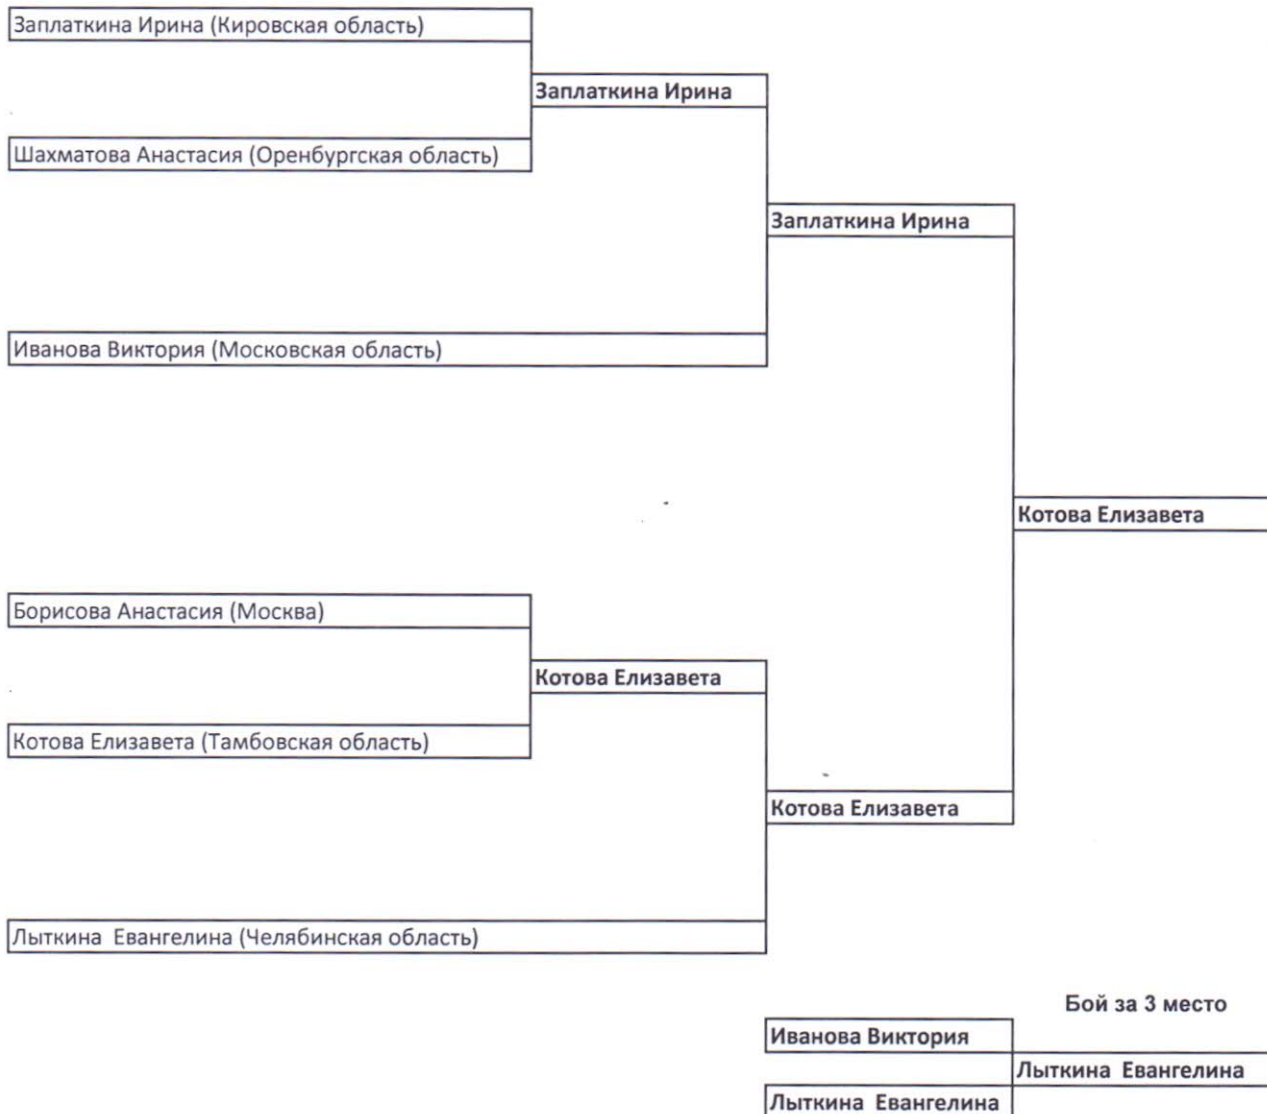 Заплаткина Ирина (Кировская область)
Заплаткина Ирина
Шахматова Анастасия (Оренбургская область)
Заплаткина Ирина
Иванова Виктория (Московская область)
Котова Елизавета
Борисова Анастасия (Москва)
Котова Елизавета
Котова Елизавета (Тамбовская область)
Котова Елизавета
Лыткина  Евангелина (Челябинская область)
Бой за 3 место
Иванова Виктория
Лыткина  Евангелина
Лыткина  Евангелина